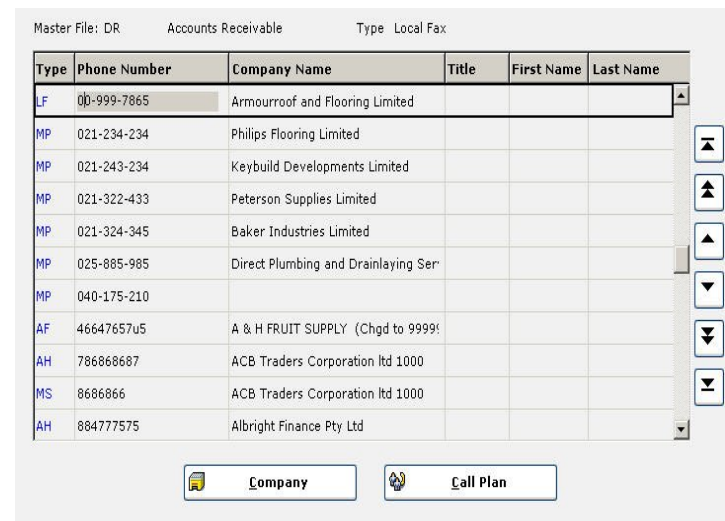 Master File: DR Accounts Receivable Type Local Fax
Type Phone Number Company Name Title First Name Last Name
LF 00-999-7865 Armourroof and Flooring Limited
MP 021-234-234 Philips Flooring Limited
MP 021-243-234 Keybuild Developments Limited
MP 021-322-433 Peterson Supplies Limited
MP 021-324-345 Baker Industries Limited
MP 025-885-985 Direct Plumbing and Drainlaying Ser
MP 040-175-210
AF 46647657u5 A & H FRUIT SUPPLY (Chgd to 99999
AH 786868687 ACB Traders Corporation ltd 1000
MS 8686866 ACB Traders Corporation ltd 1000
AH 884777575 Albright Finance Pty Ltd
Company Call Plan